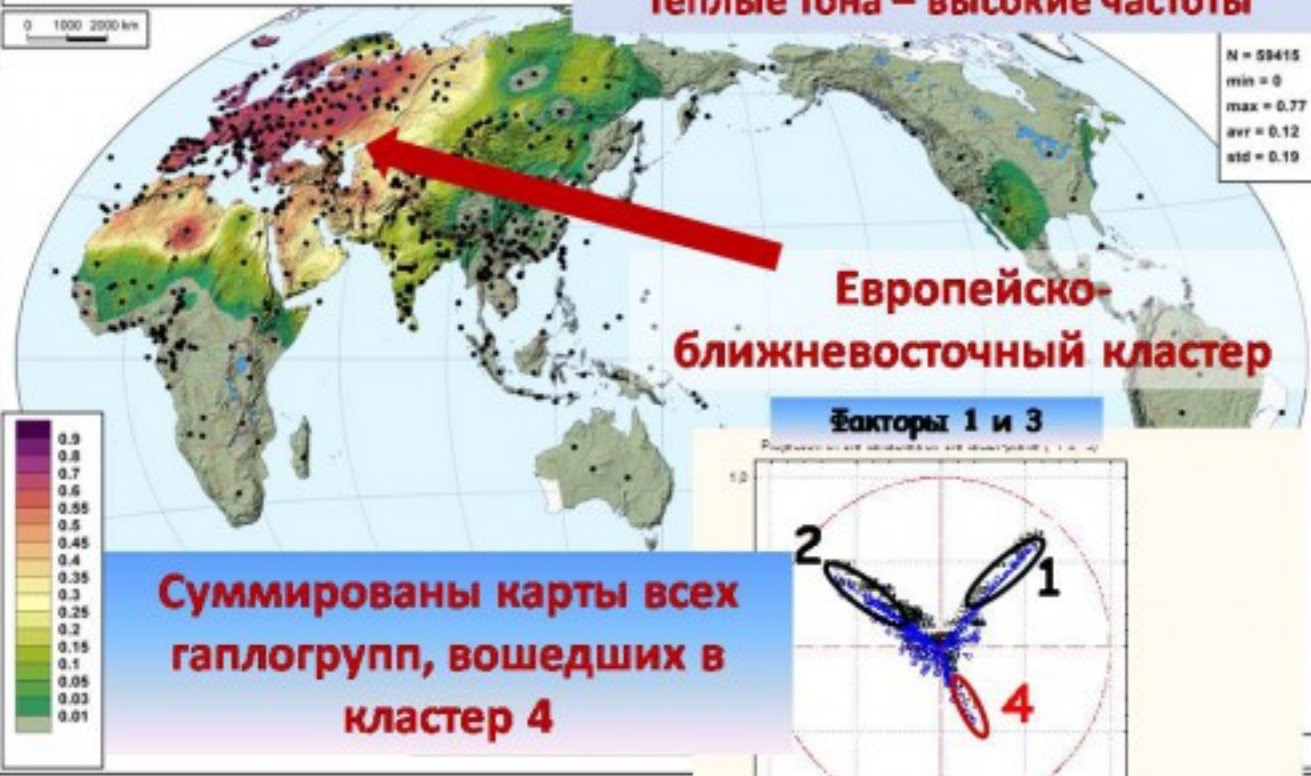 Теплые тона – высокие частоты
0 1000 2000 km
N = 59415
min = 0
max = 0.77
avr = 0.12
std = 0.19
Европейско-
ближневосточный кластер
Факторы 1 и 3
1,0
2
1
4
0.9
0.8
0.7
0.6
0.55
0.5
0.45
0.4
0.35
0.3
0.25
0.2
0.15
0.1
0.05
0.03
0.01
Суммированы карты всех
гаплогрупп, вошедших в
кластер 4